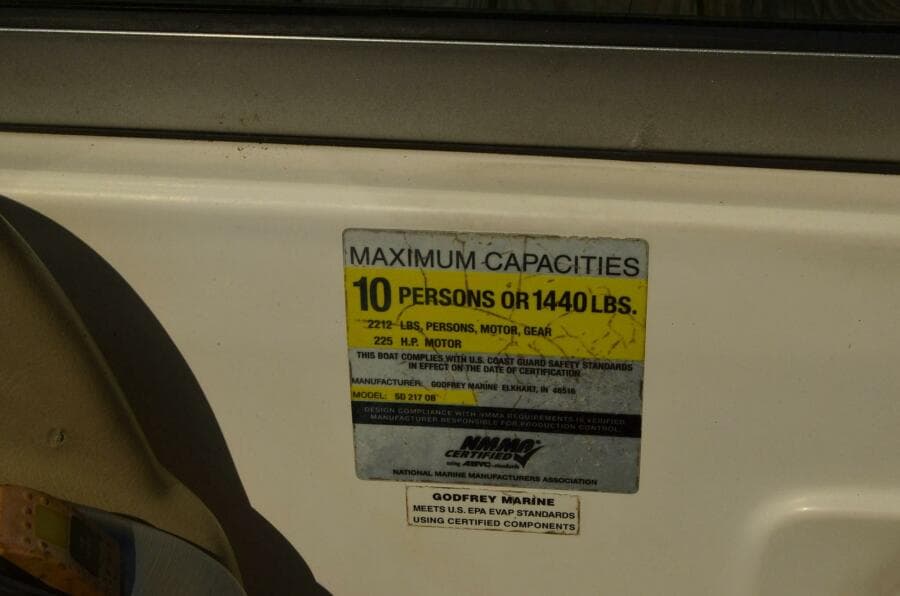 MAXIMUM CAPACITIES
10 PERSONS OR 1440 LBS.
2212 LBS, PERSONS, MOTOR, GEAR
225 H.P. MOTOR
THIS BOAT COMPLIES WITH U.S. COAST GUARD SAFETY STANDARDS
IN EFFECT ON THE DATE OF CERTIFICATION
MANUFACTURER: GODFREY MARINE ELKHART, IN 46516
MODEL: SD 217 OB
DESIGN COMPLIANCE WITH NMMA REQUIREMENTS IS VERIFIED.
MANUFACTURER RESPONSIBLE FOR PRODUCTION CONTROL.
NMMA
CERTIFIED
using ABYC standards
NATIONAL MARINE MANUFACTURERS ASSOCIATION
GODFREY MARINE
MEETS U.S. EPA EVAP STANDARDS
USING CERTIFIED COMPONENTS